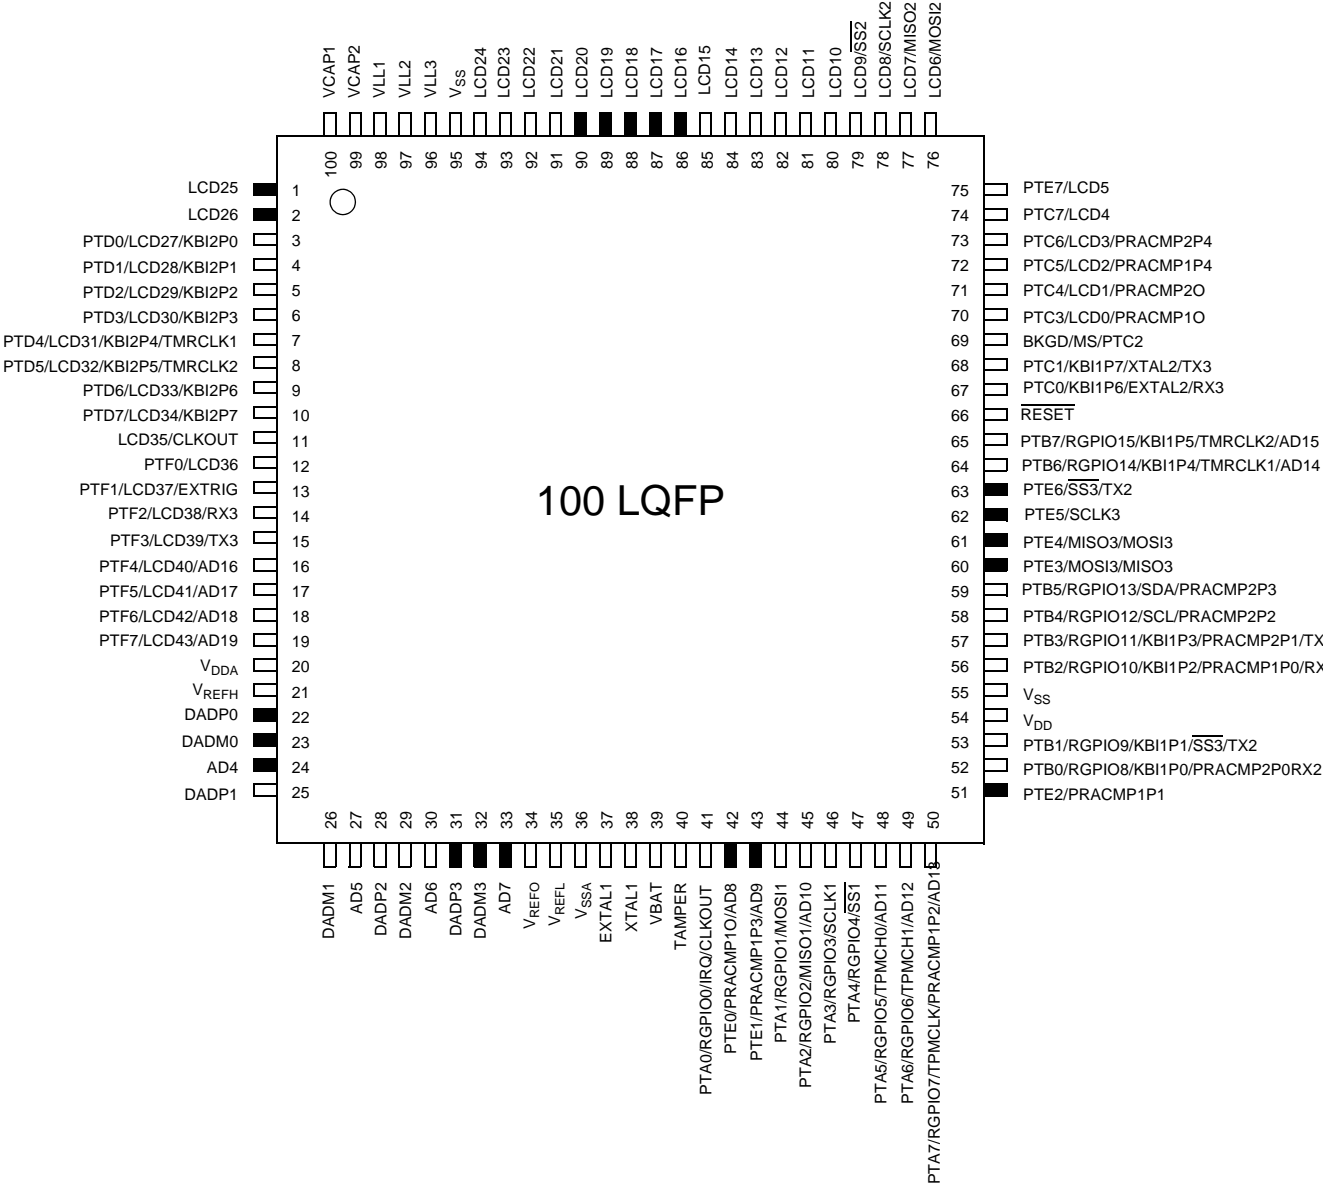 VCAP1
VCAP2
VLL1
VLL2
VLL3
VSS
LCD24
LCD23
LCD22
LCD21
LCD20
LCD19
LCD18
LCD17
LCD16
LCD15
LCD14
LCD13
LCD12
LCD11
LCD10
LCD9/SS2
LCD8/SCLK2
LCD7/MISO2
LCD6/MOSI2
100
99
98
97
96
95
94
93
92
91
90
89
88
87
86
85
84
83
82
81
80
79
78
77
76
LCD25 1
LCD26 2
PTD0/LCD27/KBI2P0 3
PTD1/LCD28/KBI2P1 4
PTD2/LCD29/KBI2P2 5
PTD3/LCD30/KBI2P3 6
PTD4/LCD31/KBI2P4/TMRCLK1 7
PTD5/LCD32/KBI2P5/TMRCLK2 8
PTD6/LCD33/KBI2P6 9
PTD7/LCD34/KBI2P7 10
LCD35/CLKOUT 11
PTF0/LCD36 12
PTF1/LCD37/EXTRIG 13
PTF2/LCD38/RX3 14
PTF3/LCD39/TX3 15
PTF4/LCD40/AD16 16
PTF5/LCD41/AD17 17
PTF6/LCD42/AD18 18
PTF7/LCD43/AD19 19
VDDA 20
VREFH 21
DADP0 22
DADM0 23
AD4 24
DADP1 25
100 LQFP
75 PTE7/LCD5
74 PTC7/LCD4
73 PTC6/LCD3/PRACMP2P4
72 PTC5/LCD2/PRACMP1P4
71 PTC4/LCD1/PRACMP2O
70 PTC3/LCD0/PRACMP1O
69 BKGD/MS/PTC2
68 PTC1/KBI1P7/XTAL2/TX3
67 PTC0/KBI1P6/EXTAL2/RX3
66 RESET
65 PTB7/RGPIO15/KBI1P5/TMRCLK2/AD15
64 PTB6/RGPIO14/KBI1P4/TMRCLK1/AD14
63 PTE6/SS3/TX2
62 PTE5/SCLK3
61 PTE4/MISO3/MOSI3
60 PTE3/MOSI3/MISO3
59 PTB5/RGPIO13/SDA/PRACMP2P3
58 PTB4/RGPIO12/SCL/PRACMP2P2
57 PTB3/RGPIO11/KBI1P3/PRACMP2P1/TX
56 PTB2/RGPIO10/KBI1P2/PRACMP1P0/RX
55 VSS
54 VDD
53 PTB1/RGPIO9/KBI1P1/SS3/TX2
52 PTB0/RGPIO8/KBI1P0/PRACMP2P0RX2
51 PTE2/PRACMP1P1
26
27
28
29
30
31
32
33
34
35
36
37
38
39
40
41
42
43
44
45
46
47
48
49
50
DADM1
AD5
DADP2
DADM2
AD6
DADP3
DADM3
AD7
VREFO
VREFL
VSSA
EXTAL1
XTAL1
VBAT
TAMPER
PTA0/RGPIO0/IRQ/CLKOUT
PTE0/PRACMP1O/AD8
PTE1/PRACMP1P3/AD9
PTA1/RGPIO1/MOSI1
PTA2/RGPIO2/MISO1/AD10
PTA3/RGPIO3/SCLK1
PTA4/RGPIO4/SS1
PTA5/RGPIO5/TPMCH0/AD11
PTA6/RGPIO6/TPMCH1/AD12
PTA7/RGPIO7/TPMCLK/PRACMP1P2/AD13